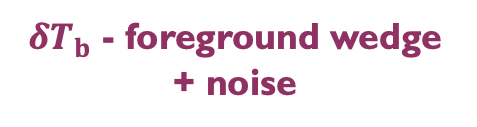 δT_b - foreground wedge
+ noise